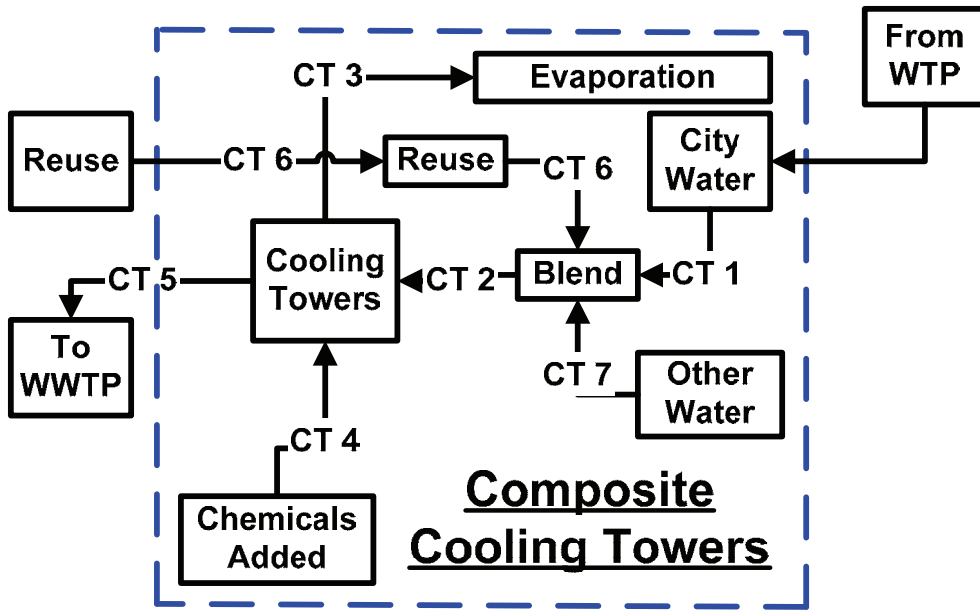 From
WTP
CT 3
Evaporation
City
Water
Reuse
CT 6
Reuse
CT 6
Cooling
Towers
CT 2
Blend
CT 1
CT 5
To
WWTP
CT 7
Other
Water
CT 4
Chemicals
Added
Composite
Cooling Towers